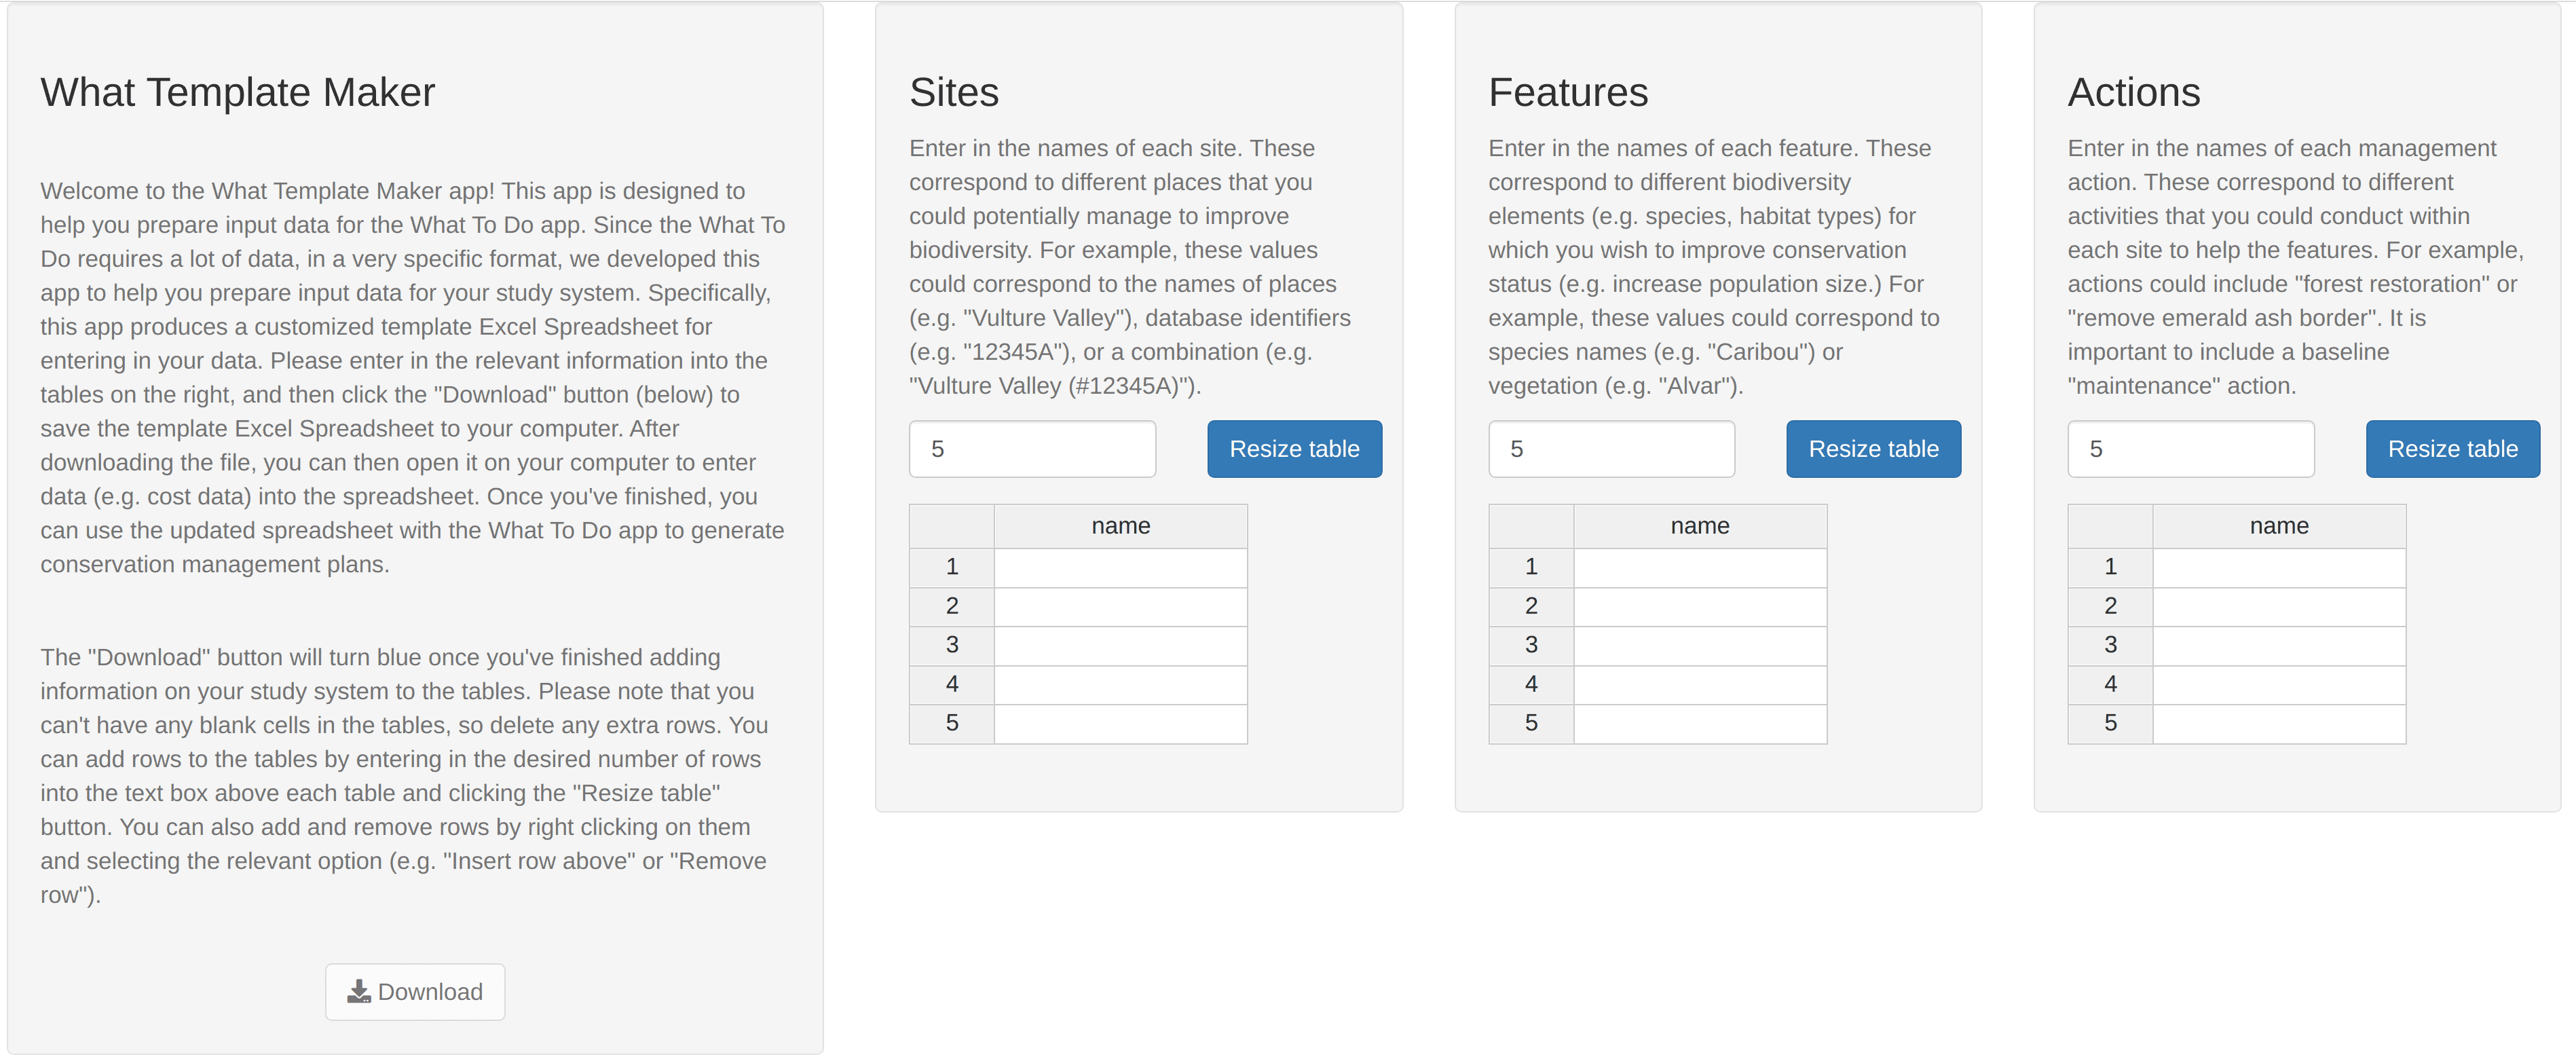 What Template Maker
Welcome to the What Template Maker app! This app is designed to
help you prepare input data for the What To Do app. Since the What To
Do requires a lot of data, in a very specific format, we developed this
app to help you prepare input data for your study system. Specifically,
this app produces a customized template Excel Spreadsheet for
entering in your data. Please enter in the relevant information into the
tables on the right, and then click the "Download" button (below) to
save the template Excel Spreadsheet to your computer. After
downloading the file, you can then open it on your computer to enter
data (e.g. cost data) into the spreadsheet. Once you've finished, you
can use the updated spreadsheet with the What To Do app to generate
conservation management plans.
The "Download" button will turn blue once you've finished adding
information on your study system to the tables. Please note that you
can't have any blank cells in the tables, so delete any extra rows. You
can add rows to the tables by entering in the desired number of rows
into the text box above each table and clicking the "Resize table"
button. You can also add and remove rows by right clicking on them
and selecting the relevant option (e.g. "Insert row above" or "Remove
row").
Download
Sites
Enter in the names of each site. These
correspond to different places that you
could potentially manage to improve
biodiversity. For example, these values
could correspond to the names of places
(e.g. "Vulture Valley"), database identifiers
(e.g. "12345A"), or a combination (e.g.
"Vulture Valley (#12345A)").
5 Resize table
name
1
2
3
4
5
Features
Enter in the names of each feature. These
correspond to different biodiversity
elements (e.g. species, habitat types) for
which you wish to improve conservation
status (e.g. increase population size.) For
example, these values could correspond to
species names (e.g. "Caribou") or
vegetation (e.g. "Alvar").
5 Resize table
name
1
2
3
4
5
Actions
Enter in the names of each management
action. These correspond to different
activities that you could conduct within
each site to help the features. For example,
actions could include "forest restoration" or
"remove emerald ash border". It is
important to include a baseline
"maintenance" action.
5 Resize table
name
1
2
3
4
5